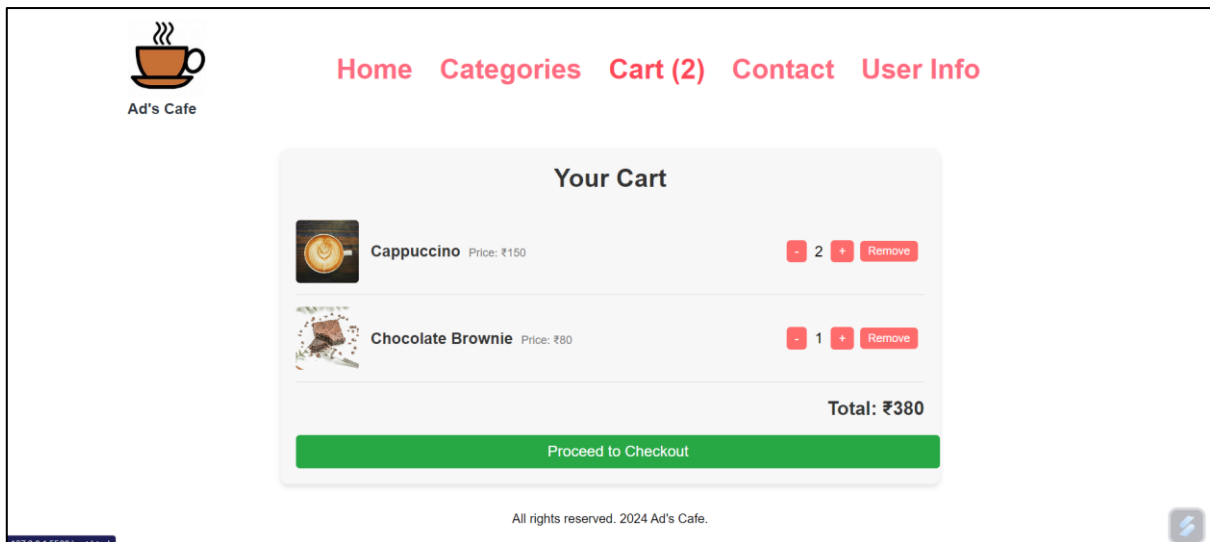 Ad's Cafe
Home Categories Cart (2) Contact User Info
Your Cart
Cappuccino Price: ₹150 - 2 + Remove
Chocolate Brownie Price: ₹80 - 1 + Remove
Total: ₹380
Proceed to Checkout
All rights reserved. 2024 Ad's Cafe.